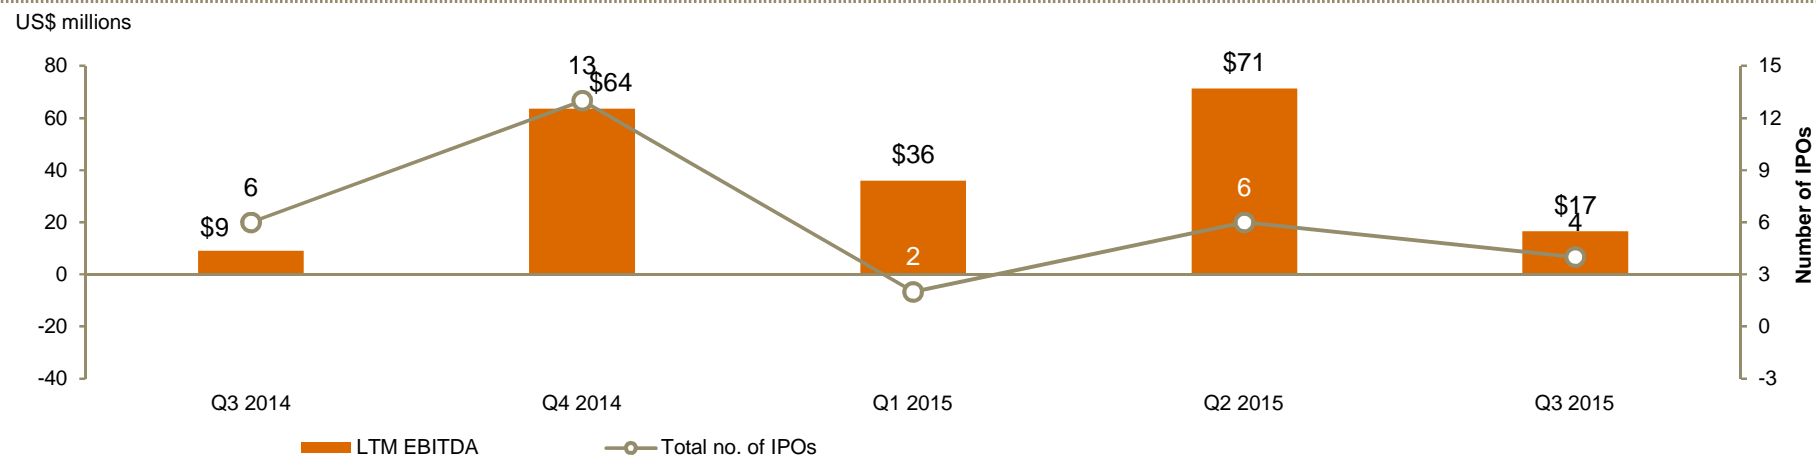 US$ millions
80
60
40
20
0
-20
-40
$9
6
13
$64
$36
2
$71
6
$17
4
15
12
9
6
3
0
-3
Number of IPOs
Q3 2014
Q4 2014
Q1 2015
Q2 2015
Q3 2015
LTM EBITDA
Total no. of IPOs